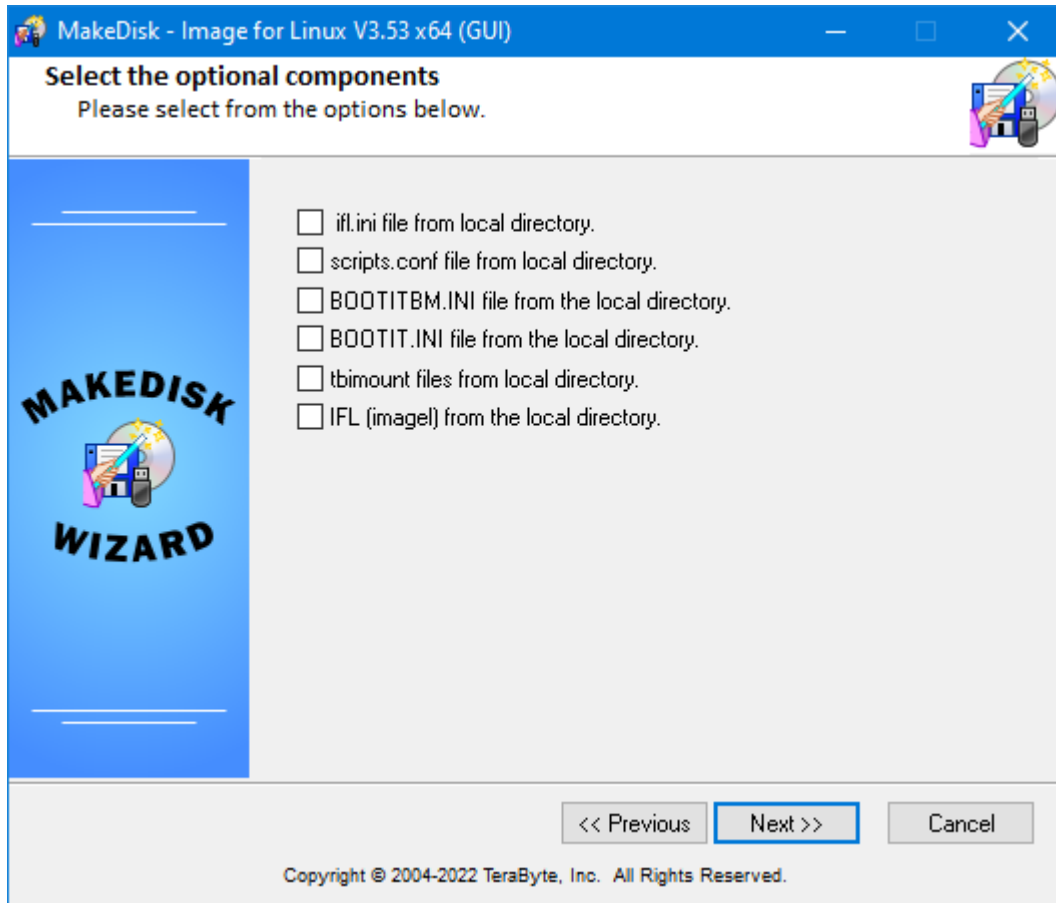 MakeDisk - Image for Linux V3.53 x64 (GUI)
Select the optional components
Please select from the options below.
ifl.ini file from local directory.
scripts.conf file from local directory.
BOOTITBM.INI file from the local directory.
BOOTIT.INI file from the local directory.
tbimount files from local directory.
IFL (imagel) from the local directory.
MAKEDISK
WIZARD
<< Previous
Next >>
Cancel
Copyright © 2004-2022 TeraByte, Inc. All Rights Reserved.